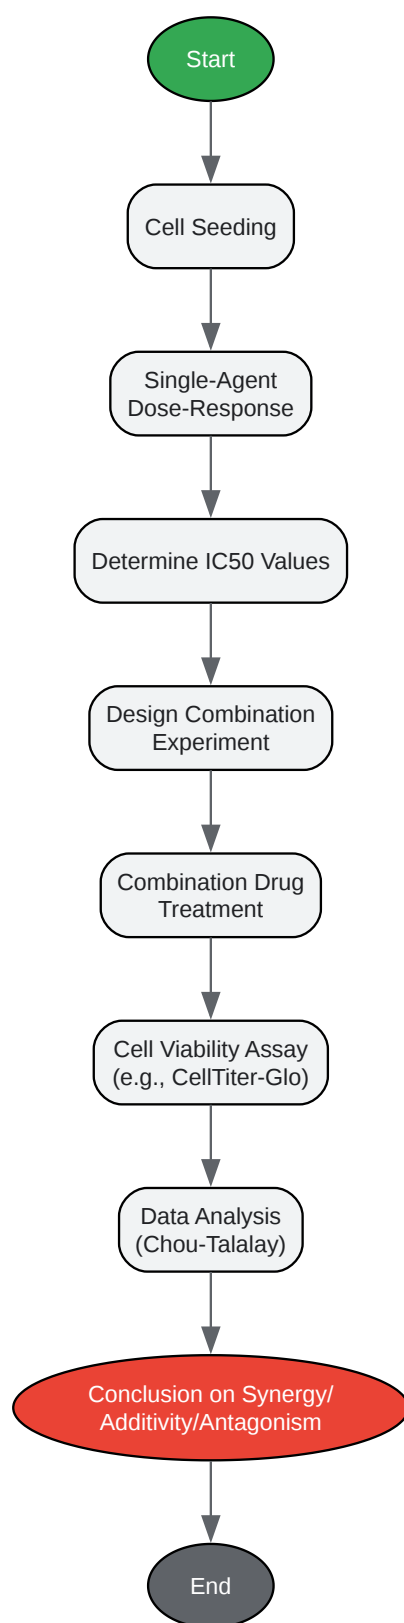 Start
Cell Seeding
Single-Agent
Dose-Response
Determine IC50 Values
Design Combination
Experiment
Combination Drug
Treatment
Cell Viability Assay
(e.g., CellTiter-Glo)
Data Analysis
(Chou-Talalay)
Conclusion on Synergy/
Additivity/Antagonism
End